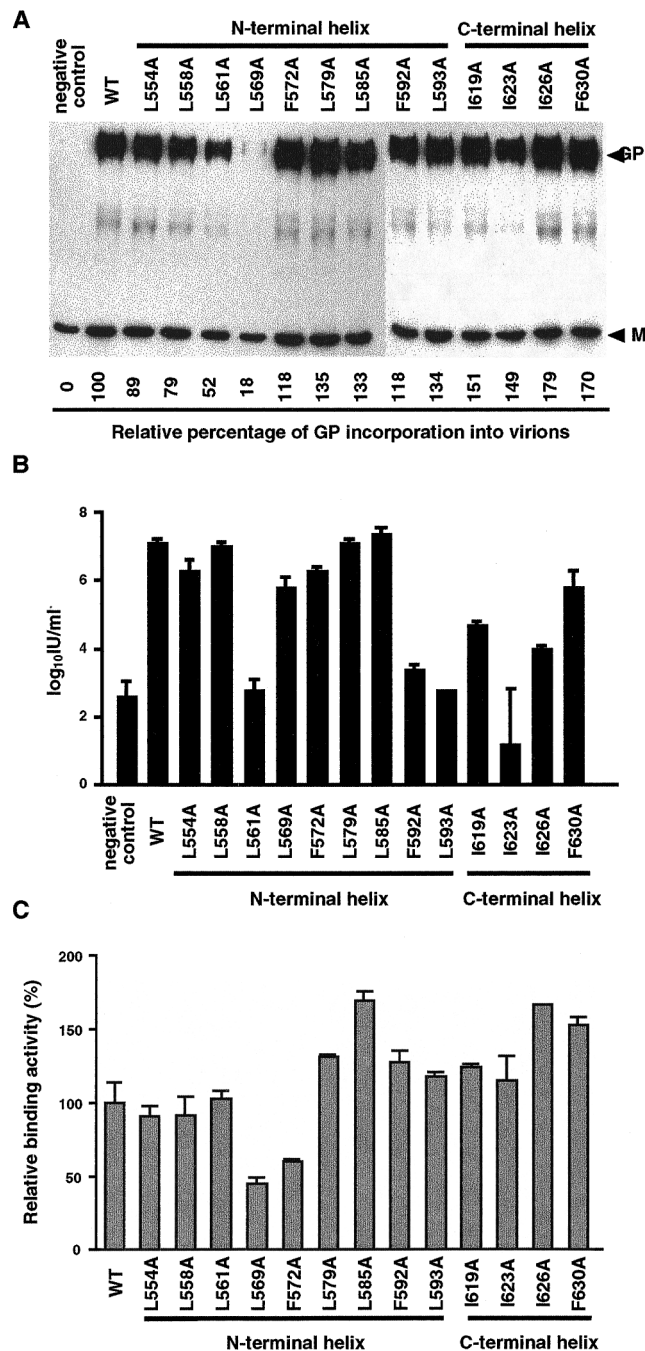 A
N-terminal helix
C-terminal helix
negative control
WT
L554A
L558A
L561A
L569A
F572A
L579A
L585A
F592A
L593A
I619A
I623A
I626A
F630A
GP
M
0
100
89
79
52
18
118
135
133
118
134
151
149
179
170
Relative percentage of GP incorporation into virions
B
log10IU/ml
8
6
4
2
0
negative control
WT
L554A
L558A
L561A
L569A
F572A
L579A
L585A
F592A
L593A
I619A
I623A
I626A
F630A
N-terminal helix
C-terminal helix
C
Relative binding activity (%)
200
150
100
50
0
WT
L554A
L558A
L561A
L569A
F572A
L579A
L585A
F592A
L593A
I619A
I623A
I626A
F630A
N-terminal helix
C-terminal helix